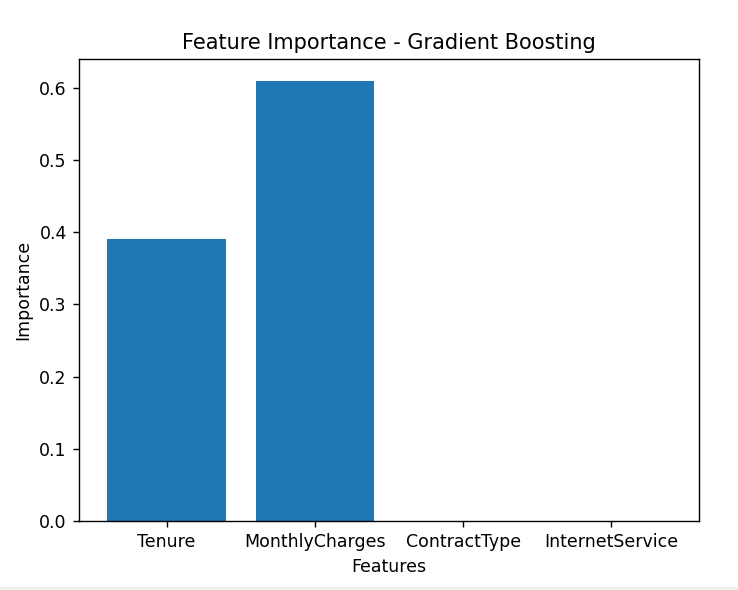 Feature Importance - Gradient Boosting
0.6
0.5
0.4
0.3
0.2
0.1
0.0
Importance
Tenure MonthlyCharges ContractType InternetService
Features